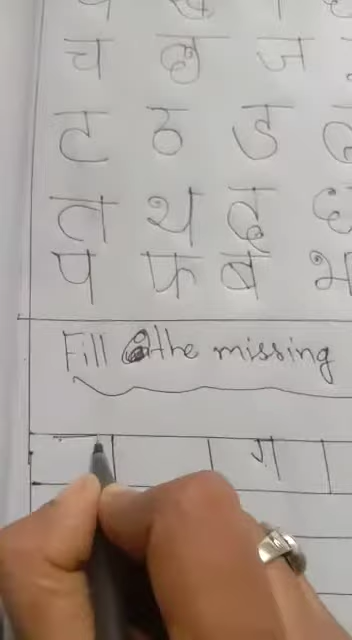 च छ ज
ट ठ ड
त थ द ध
प फ ब भ
Fill the missing
ग